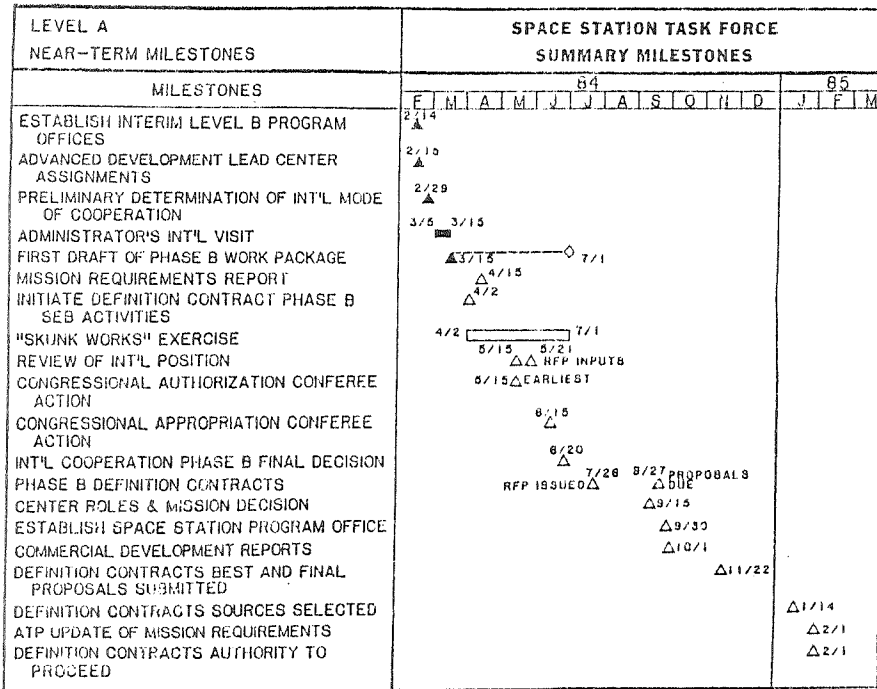 LEVEL A
NEAR-TERM MILESTONES
SPACE STATION TASK FORCE
SUMMARY MILESTONES
MILESTONES
84
85
F M A M J J A S O N D J F M
ESTABLISH INTERIM LEVEL B PROGRAM
OFFICES
2/14
ADVANCED DEVELOPMENT LEAD CENTER
ASSIGNMENTS
2/15
PRELIMINARY DETERMINATION OF INT'L MODE
OF COOPERATION
2/29
ADMINISTRATOR'S INT'L VISIT
3/5 3/15
FIRST DRAFT OF PHASE B WORK PACKAGE
3/15 7/1
MISSION REQUIREMENTS REPORT
4/15
INITIATE DEFINITION CONTRACT PHASE B
SEB ACTIVITIES
4/2
"SKUNK WORKS" EXERCISE
4/2 7/1
REVIEW OF INT'L POSITION
5/15 5/21 RFP INPUTS
CONGRESSIONAL AUTHORIZATION CONFEREE
ACTION
5/15 EARLIEST
CONGRESSIONAL APPROPRIATION CONFEREE
ACTION
6/15
INT'L COOPERATION PHASE B FINAL DECISION
6/20
PHASE B DEFINITION CONTRACTS
RFP ISSUED 7/26 9/27 PROPOSALS
DUE
CENTER ROLES & MISSION DECISION
9/15
ESTABLISH SPACE STATION PROGRAM OFFICE
9/30
COMMERCIAL DEVELOPMENT REPORTS
10/1
DEFINITION CONTRACTS BEST AND FINAL
PROPOSALS SUBMITTED
11/22
DEFINITION CONTRACTS SOURCES SELECTED
1/14
ATP UPDATE OF MISSION REQUIREMENTS
2/1
DEFINITION CONTRACTS AUTHORITY TO
PROCEED
2/1